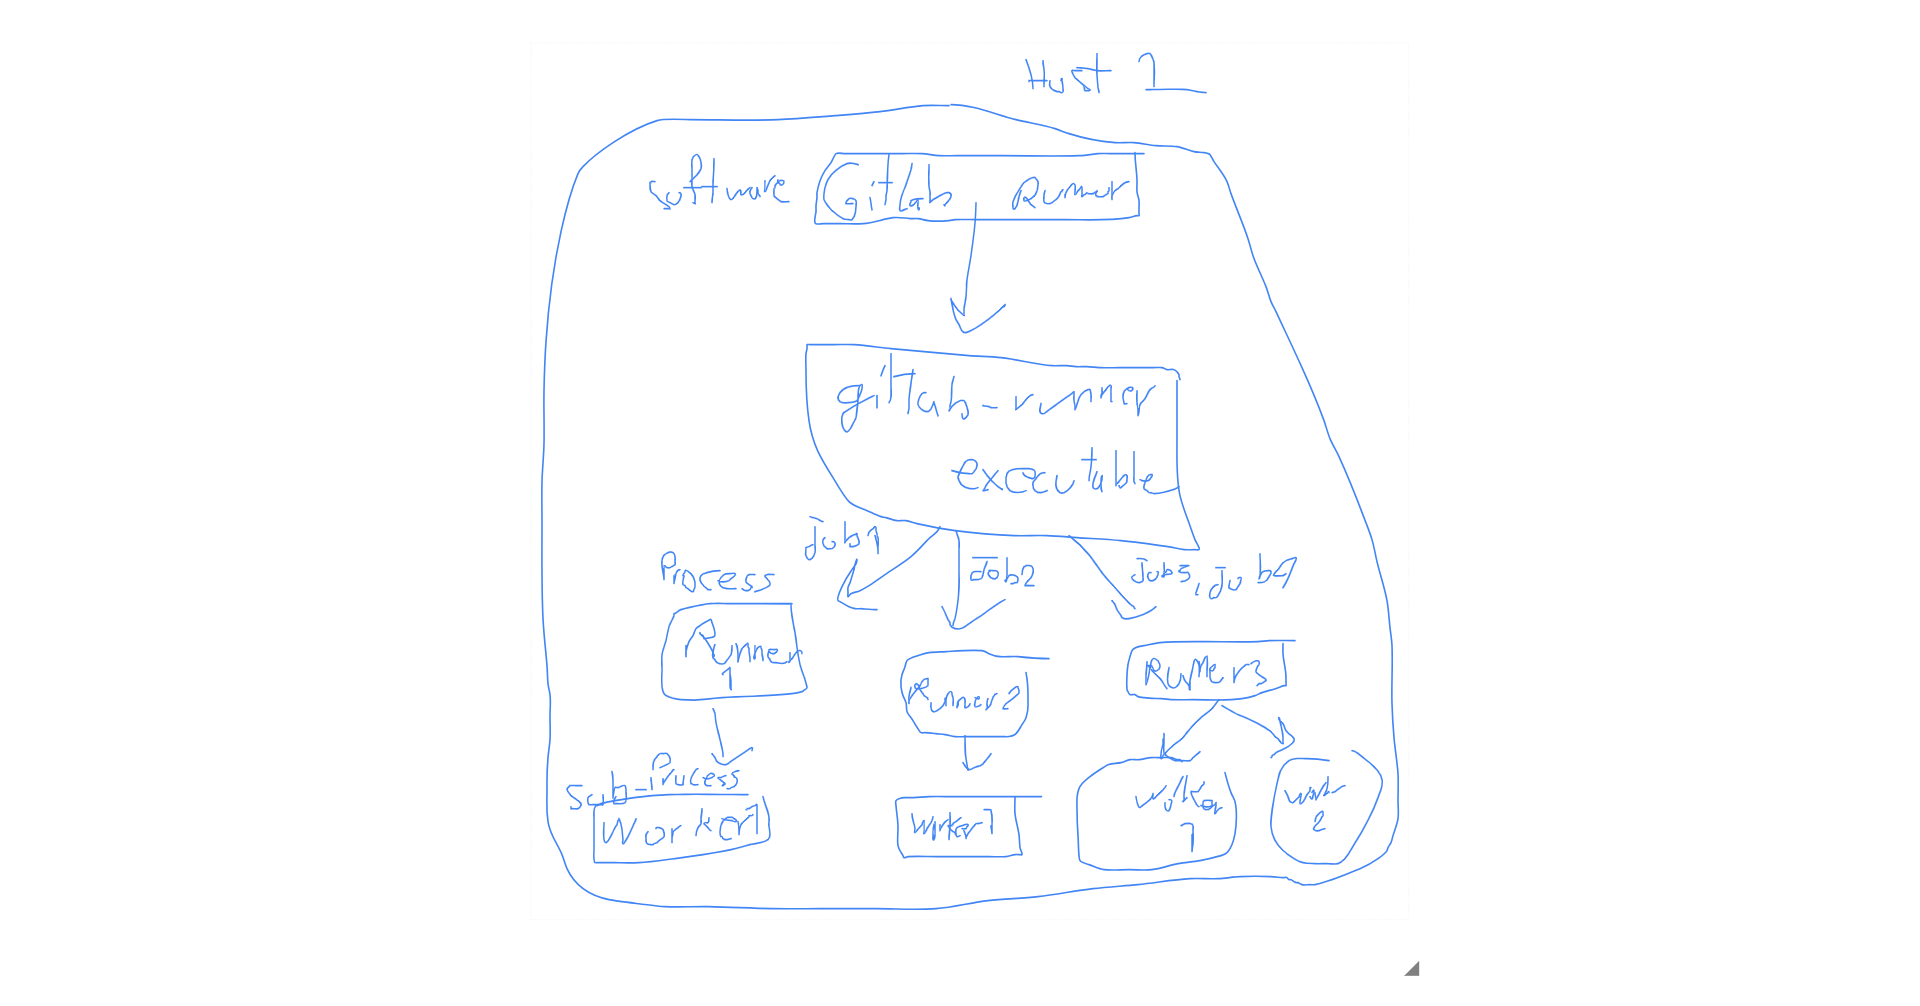 Host 1
software GitLab Runner
gitlab-runner
executable
Job1
Job2
Job3, Job4
Process
Runner
1
Runner2
Runner3
Sub-Process
Worker1
Worker1
Worker
1
Work
2